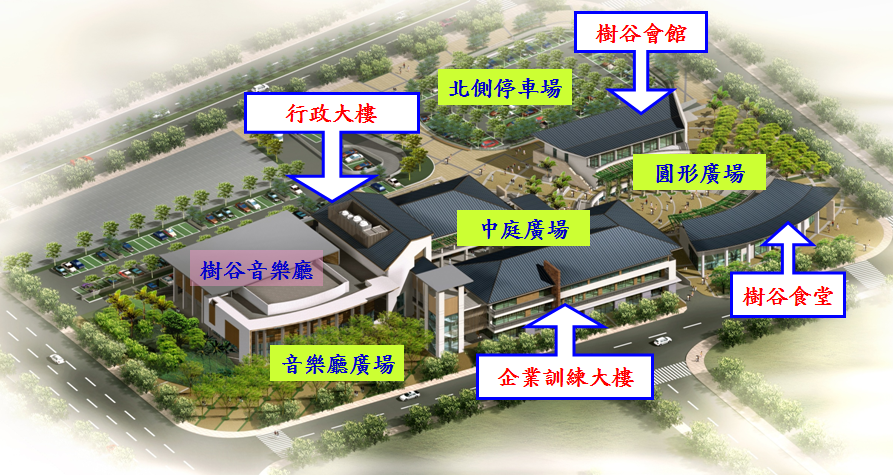 樹谷會館
北側停車場
行政大樓
圓形廣場
中庭廣場
樹谷音樂廳
樹谷食堂
音樂廳廣場
企業訓練大樓